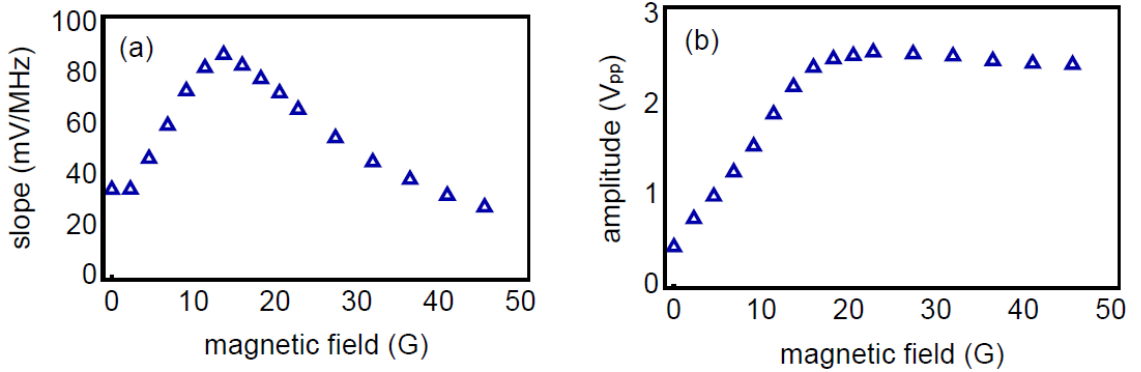 (a)
slope (mV/MHz)
100
80
60
40
20
0
0 10 20 30 40 50
magnetic field (G)
(b)
amplitude (Vpp)
3
2
1
0
0 10 20 30 40 50
magnetic field (G)